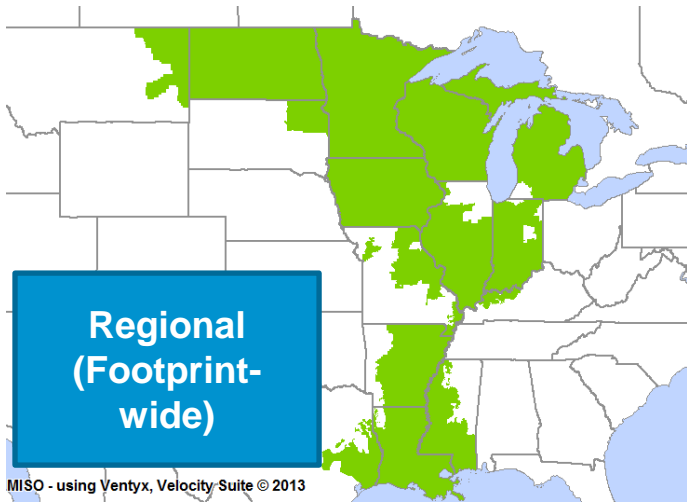 Regional
(Footprint-
wide)
MISO - using Ventyx, Velocity Suite © 2013